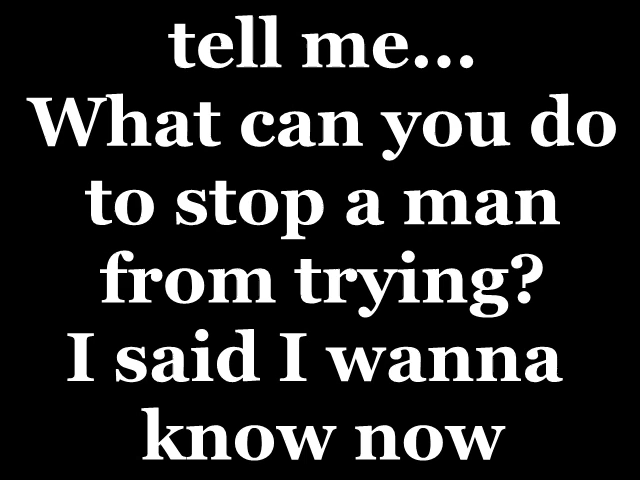 tell me...
What can you do
to stop a man
from trying?
I said I wanna
know now